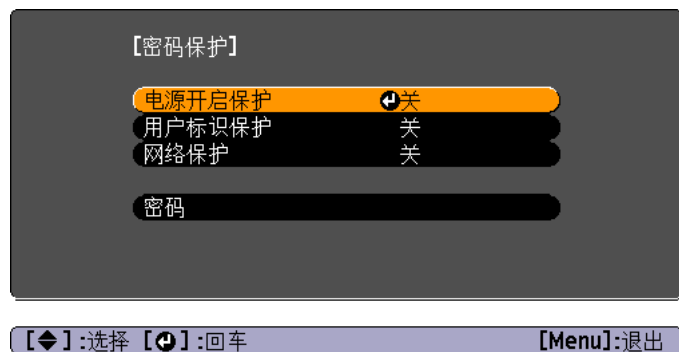 【密码保护】
电源开启保护 关
用户标识保护 关
网络保护 关
密码
[◆]:选择 [↵]:回车 [Menu]:退出